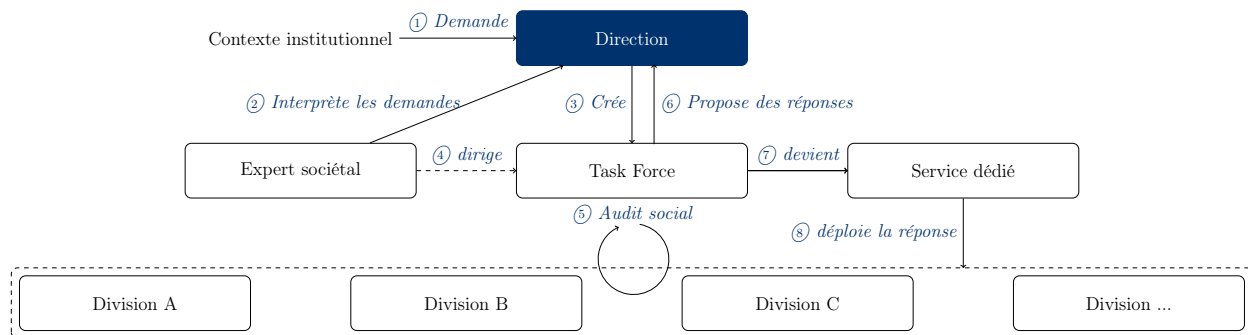 ① Demande
Contexte institutionnel
Direction
② Interprète les demandes
③ Crée
⑥ Propose des réponses
Expert sociétal
④ dirige
Task Force
⑦ devient
Service dédié
⑤ Audit social
⑧ déploie la réponse
Division A
Division B
Division C
Division ...